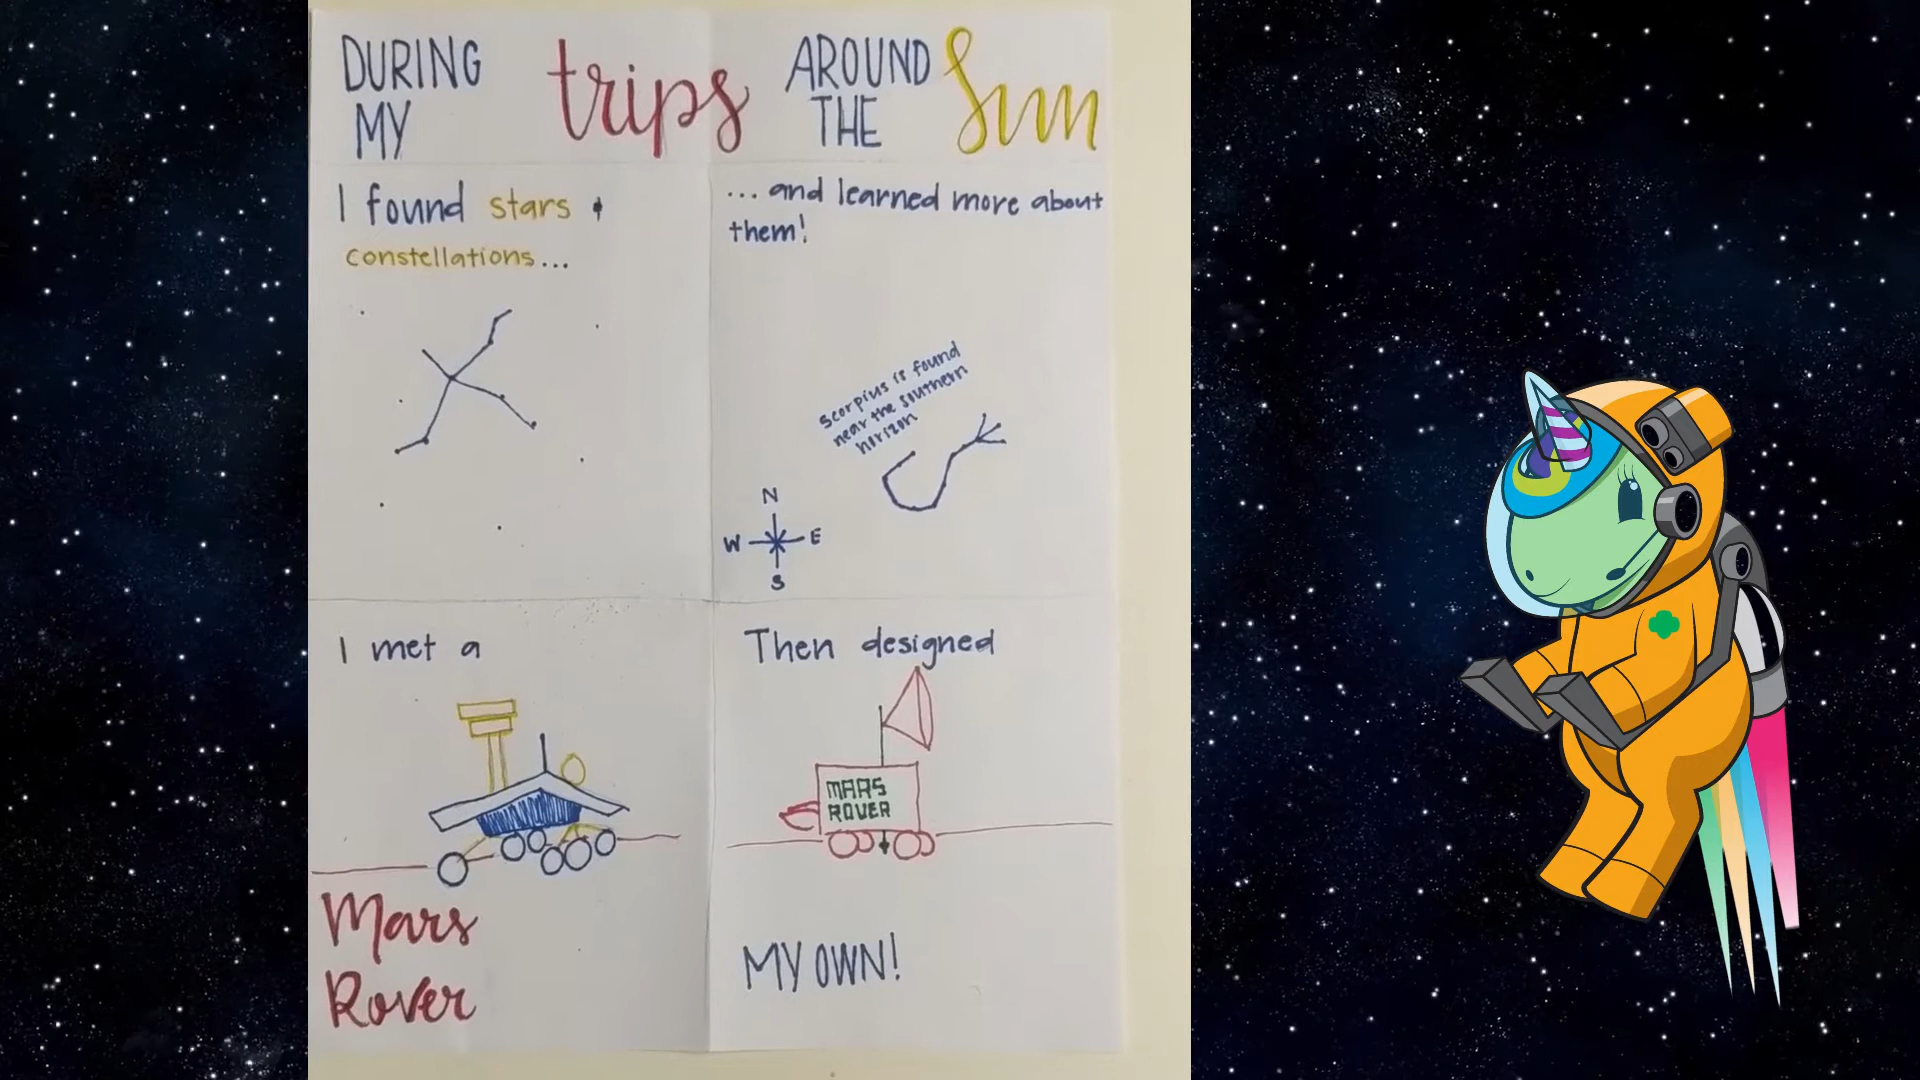 DURING MY trips AROUND THE Sun
I found stars &
constellations...
...and learned more about
them!
scorpius is found
near the southern
horizon
N
W E
S
I met a
Mars
Rover
Then designed
MARS
ROVER
MY OWN!